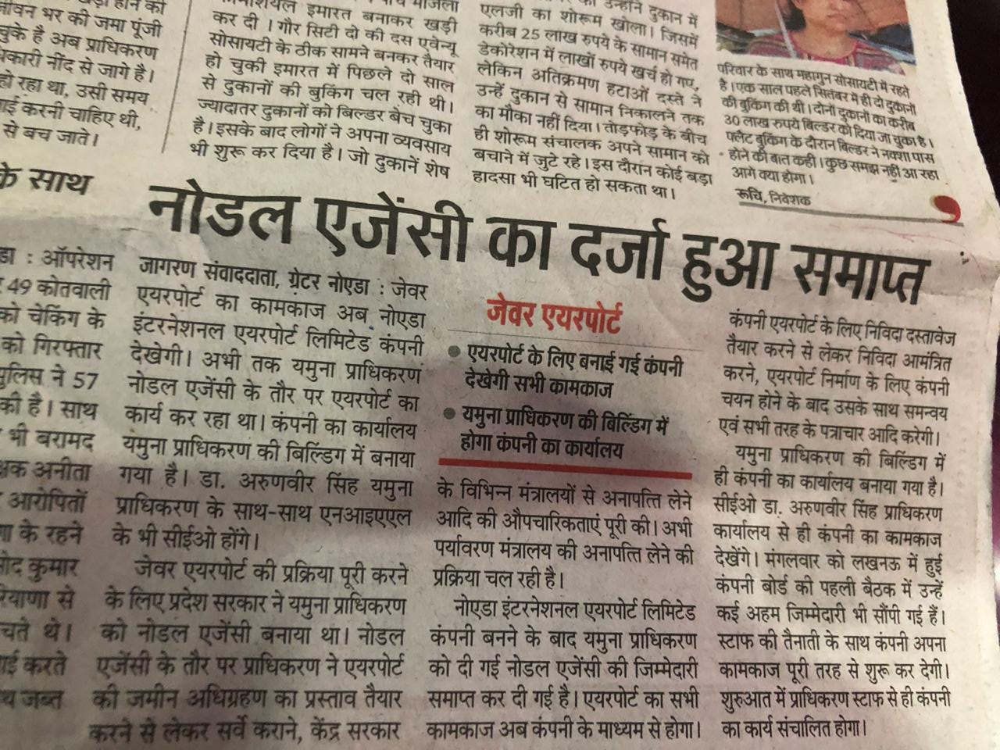 जीवन भर की जमा पूंजी
चुके है अब प्राधिकरण
नींद से जागे है।
हो रहा था, उसी समय
करनी चाहिए थी,
से बच जाते।
इमारत बनाकर खड़ी
कर दी । गौर सिटी दो की दस एवेन्यू
सोसायटी के ठीक सामने बनकर तैयार
हो चुकी इमारत में पिछले दो साल
से दुकानों की बुकिंग चल रही थी।
ज्यादातर दुकानों को बिल्डर बेच चुका
है। इसके बाद लोगों ने अपना व्यवसाय
भी शुरू कर दिया है। जो दुकानें शेष
उन्होंने दुकान में
एलजी का शोरूम खोला। जिसमें
करीब 25 लाख रुपये के सामान समेत
डेकोरेशन में लाखों रुपये खर्च हो गए,
लेकिन अतिक्रमण हटाओं दस्ते ने
उन्हें दुकान से सामान निकालने तक
का मौका नहीं दिया। तोड़फोड़ के बीच
ही शोरूम संचालक अपने सामान को
बचाने में जुटे रहे। इस दौरान कोई बड़ा
हादसा भी घटित हो सकता था।
परिवार के साथ महागुन सोसायटी में रहते
है। एक साल पहले सितंबर में ही दो दुकानों
की बुकिंग की थी। दोनों दुकानों का करीब
30 लाख रुपये बिल्डर को दिया जा चुका है।
फ्लैट बुकिंग के दौरान बिल्डर ने नक्शा पास
होने की बात कही। कुछ समझ नहीं आ रहा
आगे क्या होगा।
रूचि, निवेशक
के साथ
: ऑपरेशन
49 कोतवाली
को चेकिंग के
को गिरफ्तार
पुलिस ने 57
की है। साथ
भी बरामद
अनीता
आरोपितों
के रहने
कुमार
से
थे।
करते
जब्त
नोडल एजेंसी का दर्जा हुआ समाप्त
जागरण संवाददाता, ग्रेटर नोएडा : जेवर
एयरपोर्ट का कामकाज अब नोएडा
इंटरनेशनल एयरपोर्ट लिमिटेड कंपनी
देखेगी। अभी तक यमुना प्राधिकरण
नोडल एजेंसी के तौर पर एयरपोर्ट का
कार्य कर रहा था। कंपनी का कार्यालय
यमुना प्राधिकरण की बिल्डिंग में बनाया
गया है। डा. अरुणवीर सिंह यमुना
प्राधिकरण के साथ-साथ एनआइएएल
के भी सीईओ होंगे।
जेवर एयरपोर्ट की प्रक्रिया पूरी करने
के लिए प्रदेश सरकार ने यमुना प्राधिकरण
को नोडल एजेंसी बनाया था। नोडल
एजेंसी के तौर पर प्राधिकरण ने एयरपोर्ट
की जमीन अधिग्रहण का प्रस्ताव तैयार
करने से लेकर सर्वे कराने, केंद्र सरकार
जेवर एयरपोर्ट
एयरपोर्ट के लिए बनाई गई कंपनी
देखेगी सभी कामकाज
यमुना प्राधिकरण की बिल्डिंग में
होगा कंपनी का कार्यालय
के विभिन्न मंत्रालयों से अनापत्ति लेने
आदि की औपचारिकताएं पूरी की। अभी
पर्यावरण मंत्रालय की अनापत्ति लेने की
प्रक्रिया चल रही है।
नोएडा इंटरनेशनल एयरपोर्ट लिमिटेड
कंपनी बनने के बाद यमुना प्राधिकरण
को दी गई नोडल एजेंसी की जिम्मेदारी
समाप्त कर दी गई है। एयरपोर्ट का सभी
कामकाज अब कंपनी के माध्यम से होगा।
कंपनी एयरपोर्ट के लिए निविदा दस्तावेज
तैयार करने से लेकर निविदा आमंत्रित
करने, एयरपोर्ट निर्माण के लिए कंपनी
चयन होने के बाद उसके साथ समन्वय
एवं सभी तरह के पत्राचार आदि करेगी।
यमुना प्राधिकरण की बिल्डिंग में
ही कंपनी का कार्यालय बनाया गया है।
सीईओ डा. अरुणवीर सिंह प्राधिकरण
कार्यालय से ही कंपनी का कामकाज
देखेंगे। मंगलवार को लखनऊ में हुई
कंपनी बोर्ड की पहली बैठक में उन्हें
कई अहम जिम्मेदारी भी सौंपी गई हैं।
स्टाफ की तैनाती के साथ कंपनी अपना
कामकाज पूरी तरह से शुरू कर देगी।
शुरुआत में प्राधिकरण स्टाफ से ही कंपनी
का कार्य संचालित होगा।